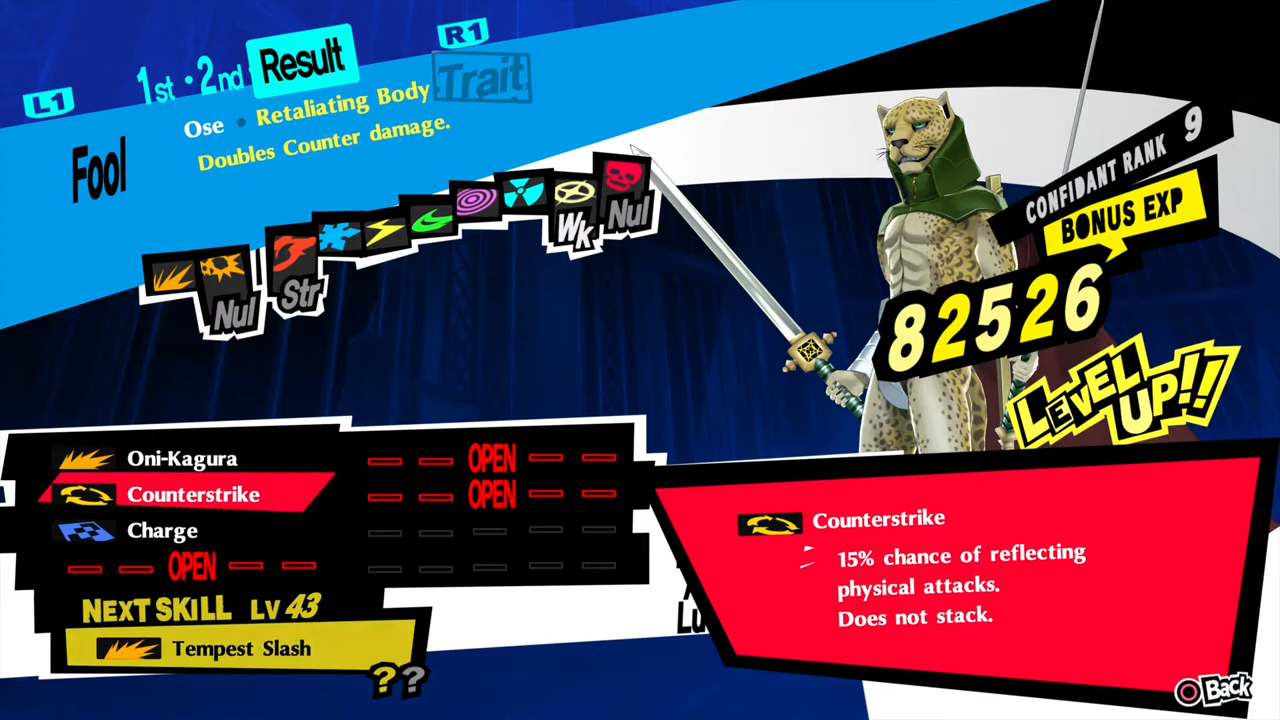 L1
1st • 2nd Result
R1
Trait
Fool
Ose • Retaliating Body
Doubles Counter damage.
Nul
Str
Wk
Nul
CONFIDANT RANK 9
BONUS EXP
82526
LEVEL UP!!
Oni-Kagura
OPEN
Counterstrike
OPEN
Charge
OPEN
NEXT SKILL LV 43
Tempest Slash
??
Lu
Counterstrike
15% chance of reflecting
physical attacks.
Does not stack.
Back